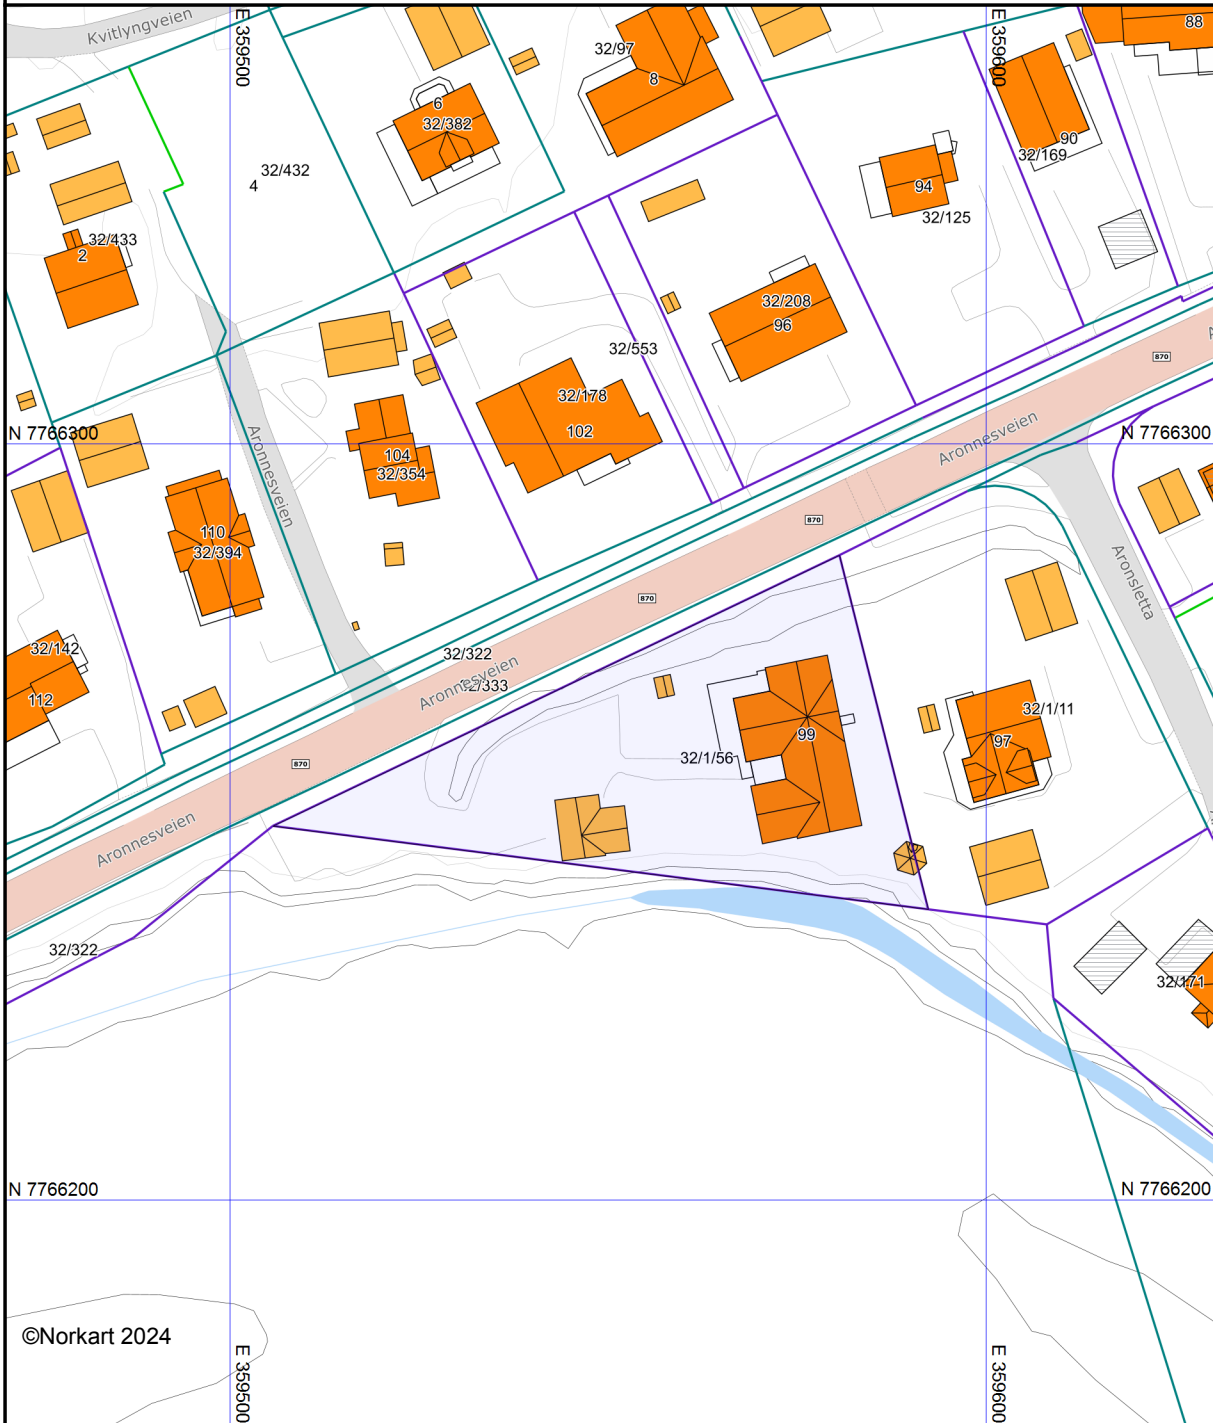 Kvitlyngveien
E 359500
E 359600
88
32/97
8
6
32/382
90
32/169
32/432
4
94
32/125
32/433
2
32/208
96
32/553
870
32/178
102
Aronnesveien
N 7766300
N 7766300
Aronnesveien
104
32/354
870
110
32/394
Aronsletta
870
32/142
112
32/322
Aronnesveien
32/333
32/1/11
97
99
32/1/56
870
Aronnesveien
32/322
32/171
N 7766200
N 7766200
©Norkart 2024
E 359500
E 359600